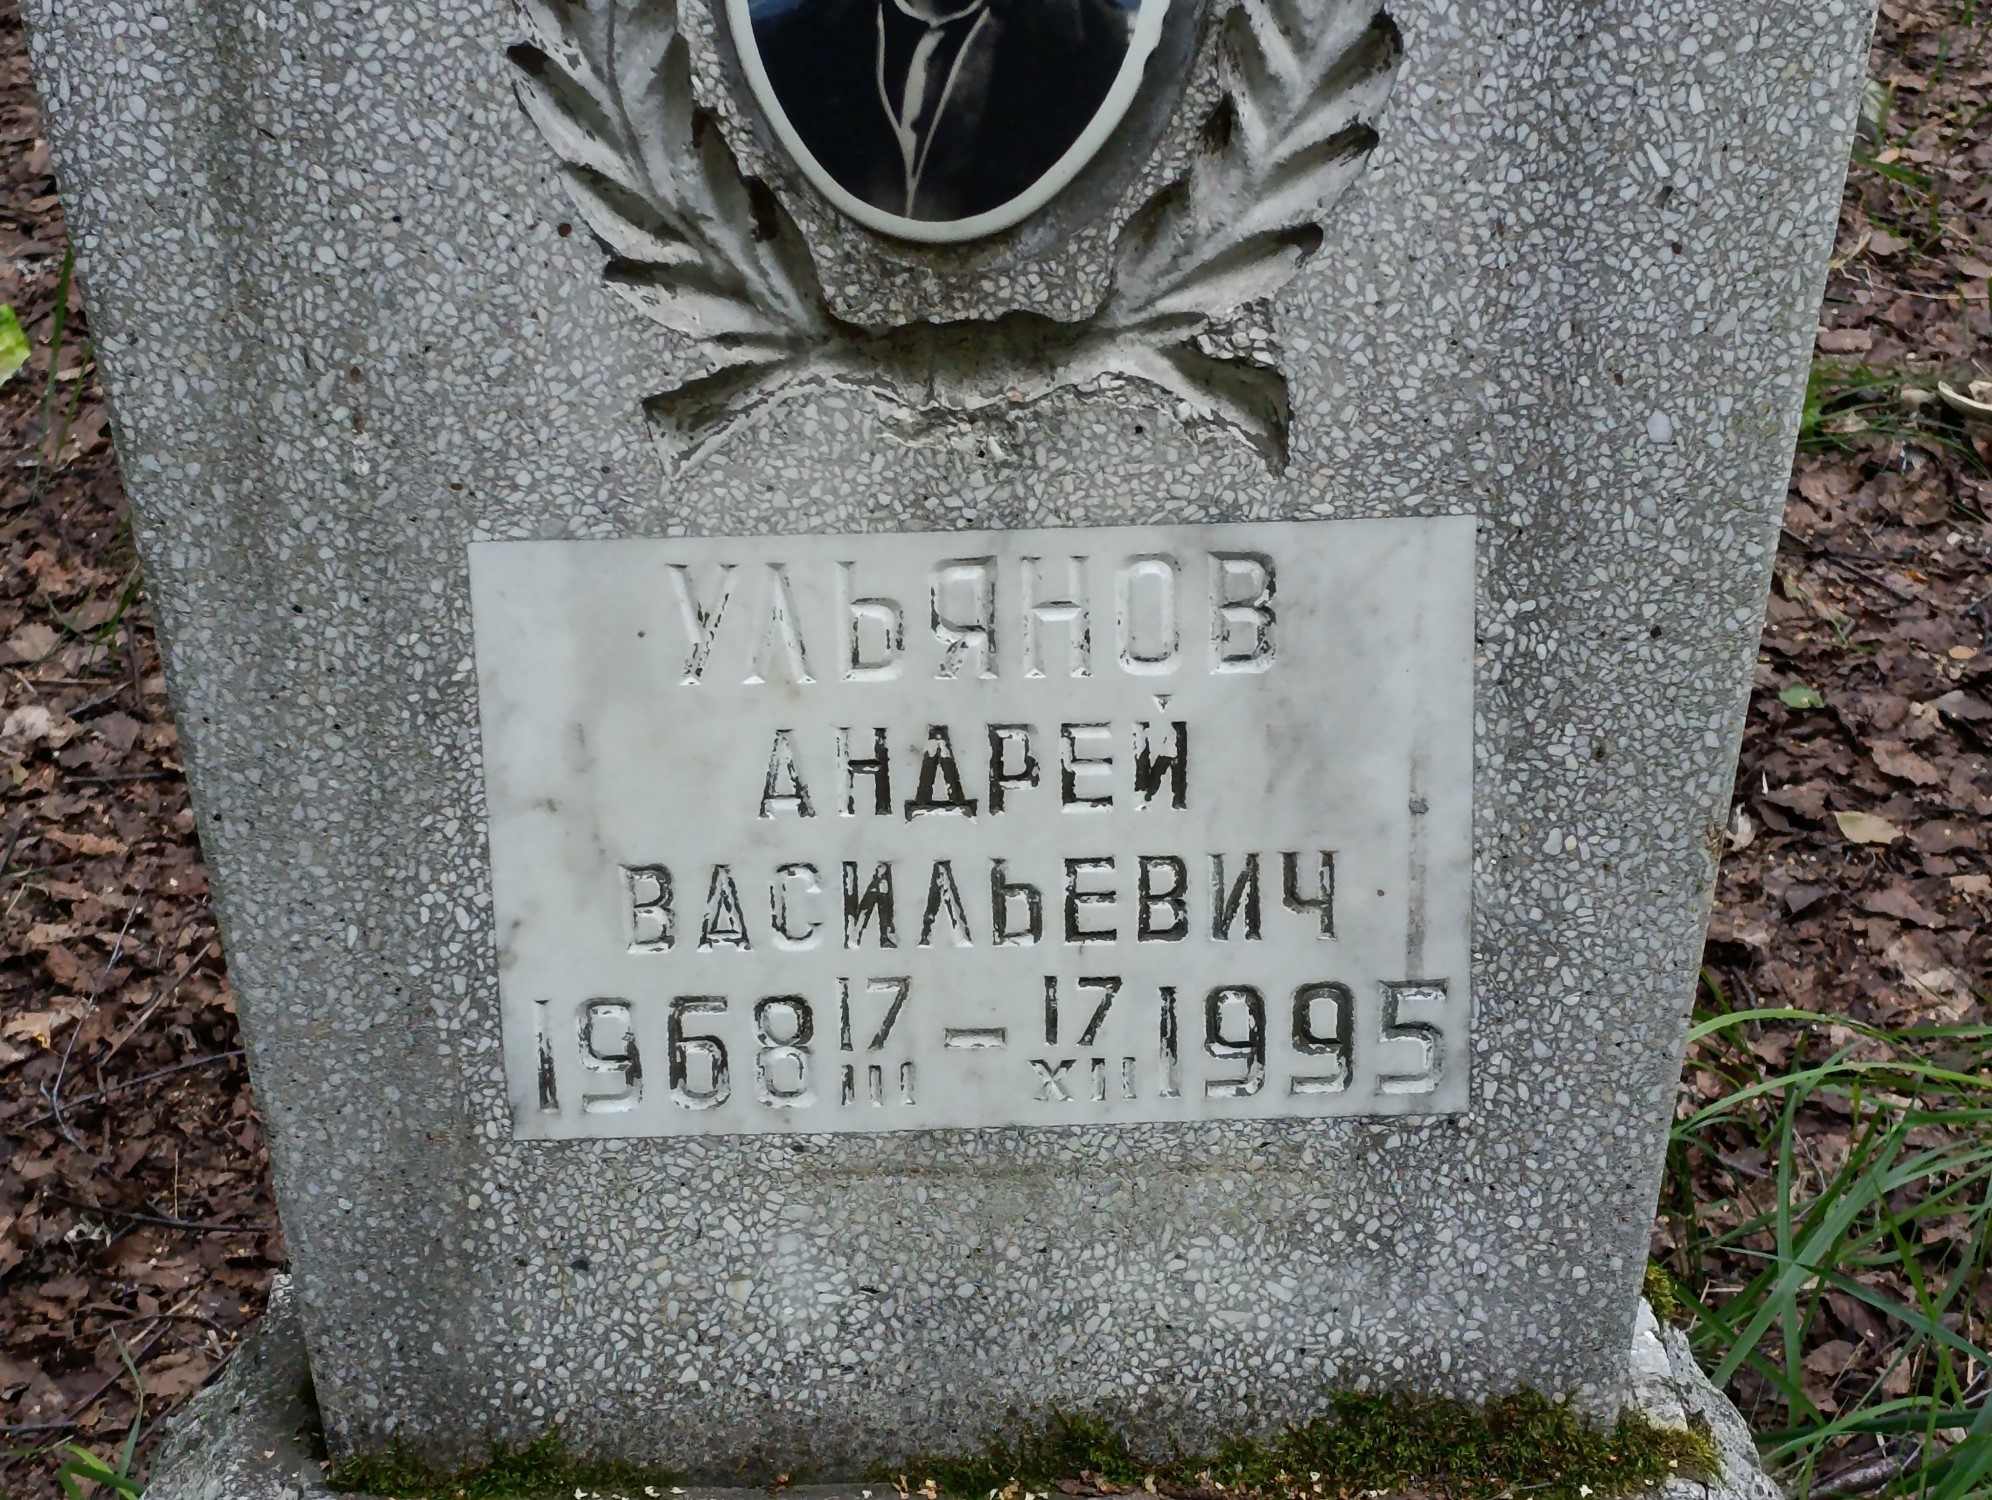 УЛЬЯНОВ
АНДРЕЙ
ВАСИЛЬЕВИЧ
1968 17/III – 17/XII 1995